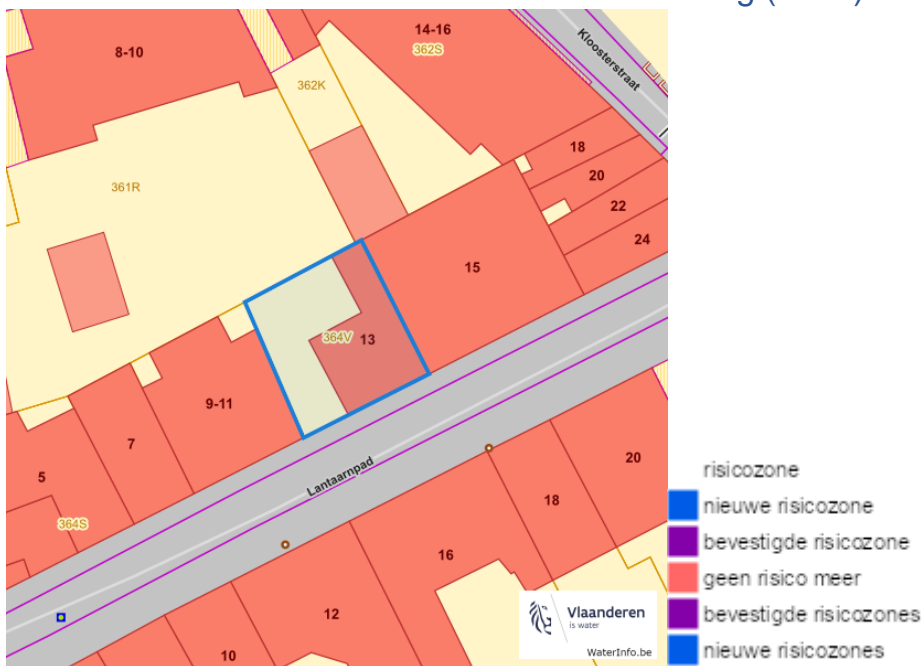 8-10
14-16
362S
Kloosterstraat
362K
361R
18
20
22
24
15
364V
13
9-11
7
5
364S
Lantaarnpad
20
18
16
12
10
Vlaanderen
is water
WaterInfo.be
risicozone
nieuwe risicozone
bevestigde risicozone
geen risico meer
bevestigde risicozones
nieuwe risicozones